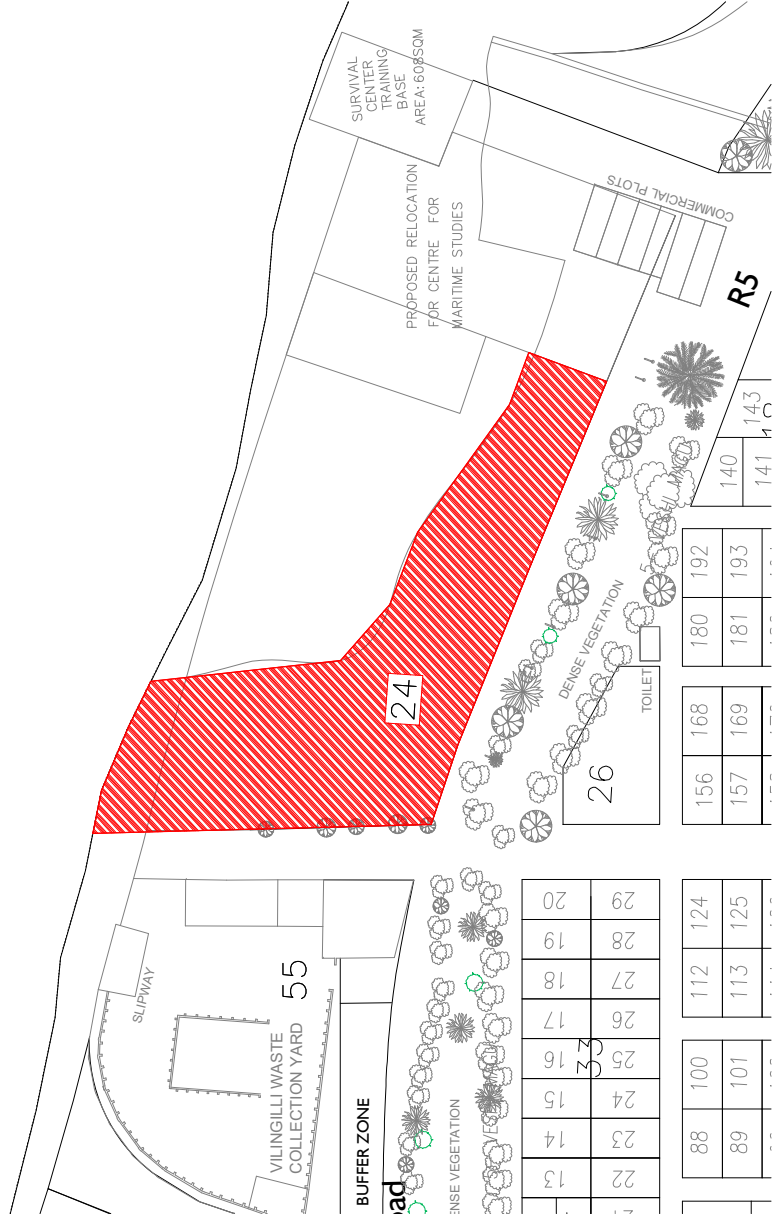 SURVIVAL
CENTER
TRAINING
BASE
AREA: 608SQM
PROPOSED RELOCATION
FOR CENTRE FOR
MARITIME STUDIES
COMMERCIAL PLOTS
R5
143
140
141
192
193
180
181
168
169
156
157
DENSE VEGETATION
TOILET
24
26
SLIPWAY
55
VILINGILLI WASTE
COLLECTION YARD
BUFFER ZONE
oad
ENSE VEGETATION
20
29
19
28
18
27
17
26
16
25
33
15
24
14
23
13
22
124
125
112
113
100
101
88
89